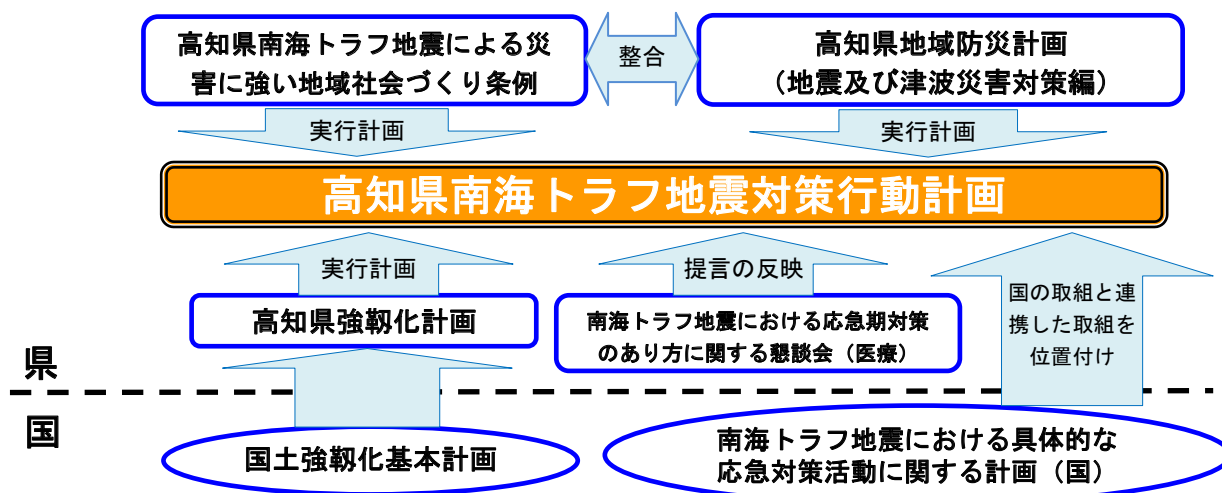 高知県南海トラフ地震による災
害に強い地域社会づくり条例
整合
高知県地域防災計画
（地震及び津波災害対策編）
実行計画
実行計画
高知県南海トラフ地震対策行動計画
実行計画
提言の反映
国の取組と連
携した取組を
位置付け
高知県強靱化計画
南海トラフ地震における応急期対策
のあり方に関する懇談会（医療）
県
国
国土強靱化基本計画
南海トラフ地震における具体的な
応急対策活動に関する計画（国）